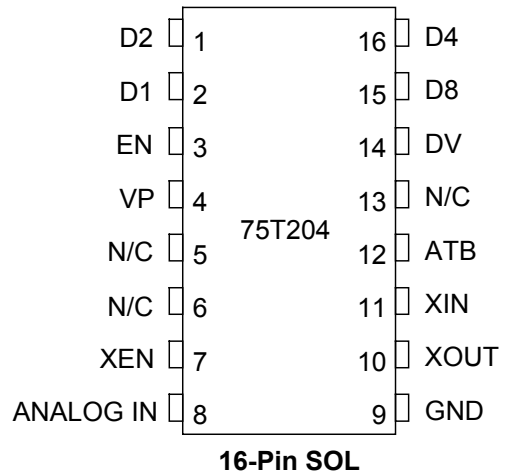 D2 1 16 D4
D1 2 15 D8
EN 3 14 DV
VP 4 13 N/C
75T204
N/C 5 12 ATB
N/C 6 11 XIN
XEN 7 10 XOUT
ANALOG IN 8 9 GND
16-Pin SOL